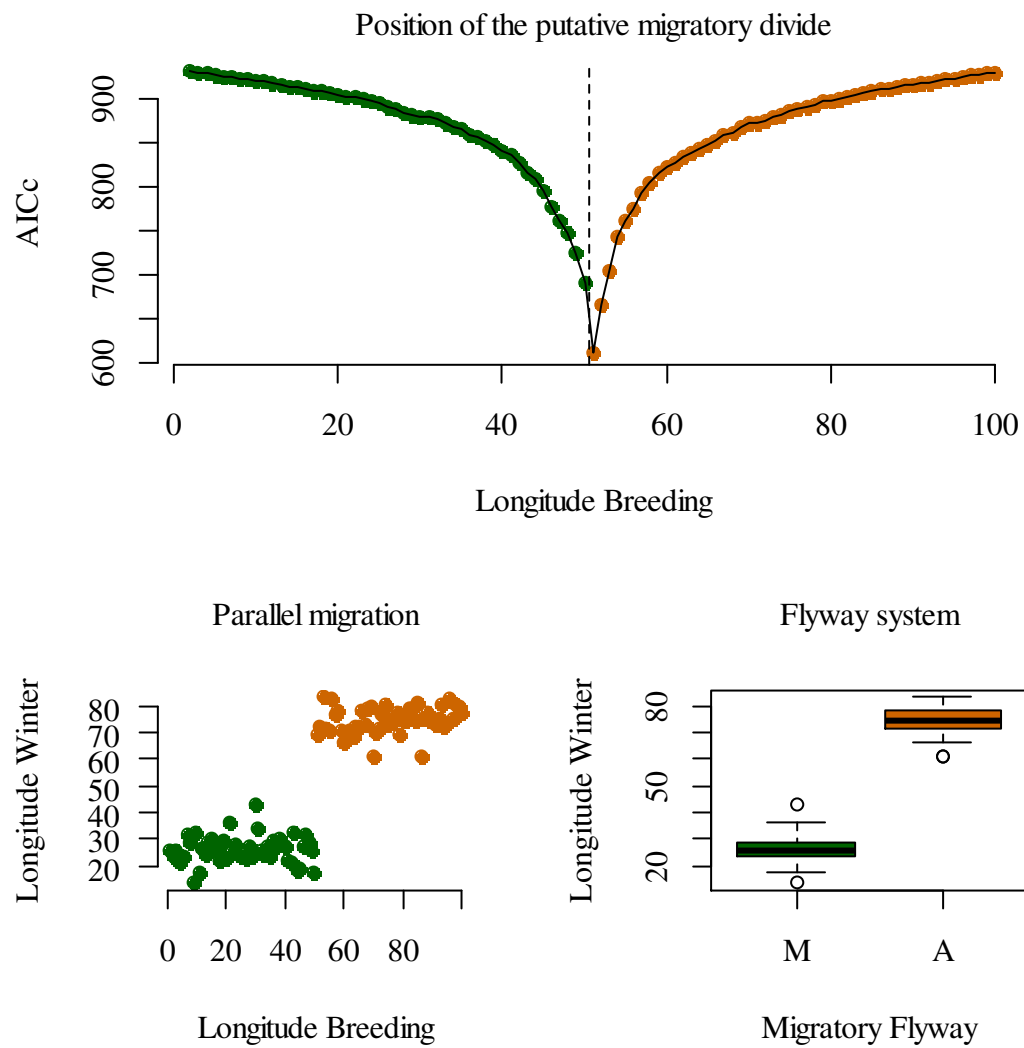 Position of the putative migratory divide
AICc
900
800
700
600
0 20 40 60 80 100
Longitude Breeding
Parallel migration
Longitude Winter
80
70
60
50
40
30
20
0 20 40 60 80
Longitude Breeding
Flyway system
Longitude Winter
80
50
20
M A
Migratory Flyway